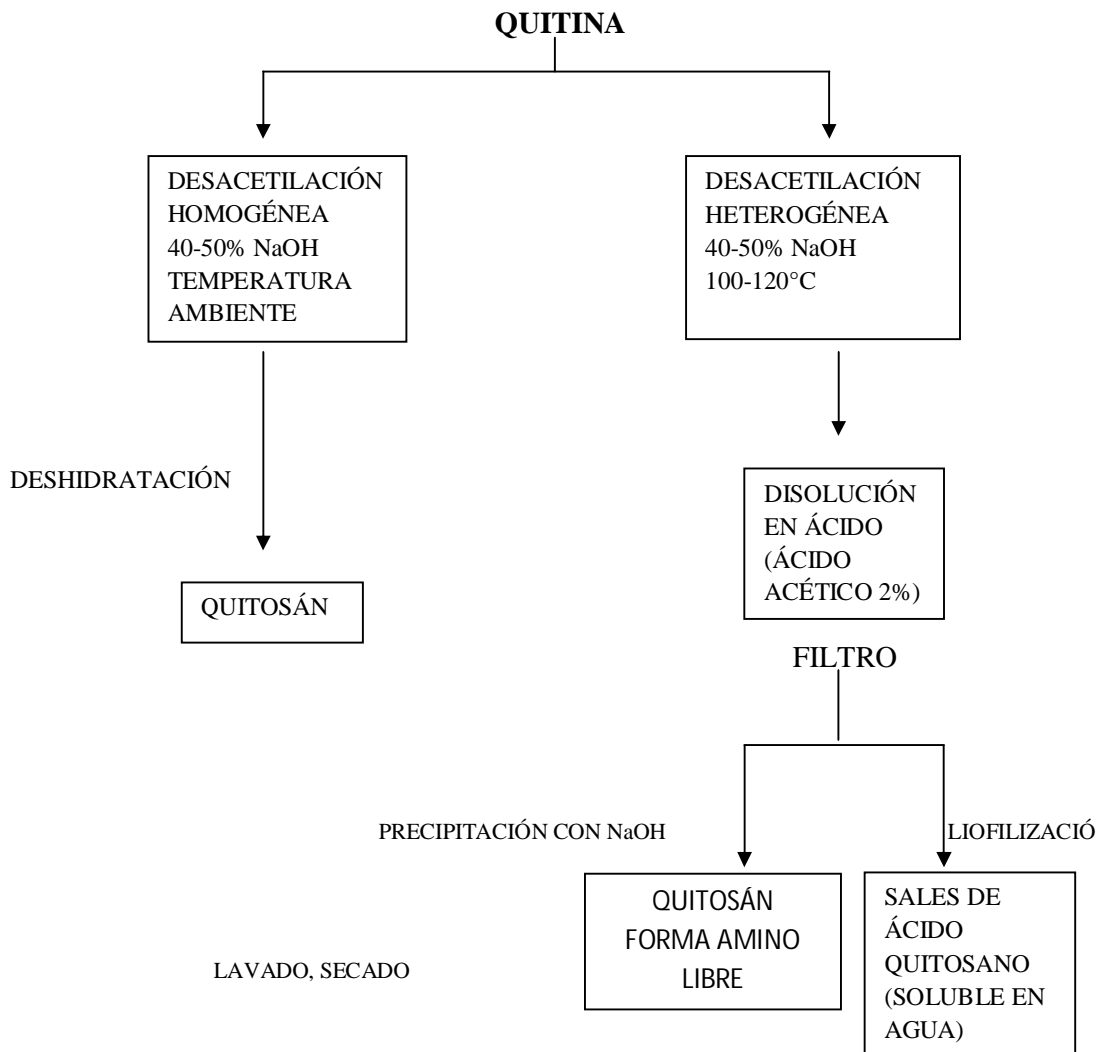 QUITINA
DESACETILACIÓN
HOMOGÉNEA
40-50% NaOH
TEMPERATURA
AMBIENTE
DESACETILACIÓN
HETEROGÉNEA
40-50% NaOH
100-120°C
DESHIDRATACIÓN
QUITOSÁN
DISOLUCIÓN
EN ÁCIDO
(ÁCIDO
ACÉTICO 2%)
FILTRO
PRECIPITACIÓN CON NaOH
LIOFILIZACIÓ
QUITOSÁN
FORMA AMINO
LIBRE
SALES DE
ÁCIDO
QUITOSANO
(SOLUBLE EN
AGUA)
LAVADO, SECADO